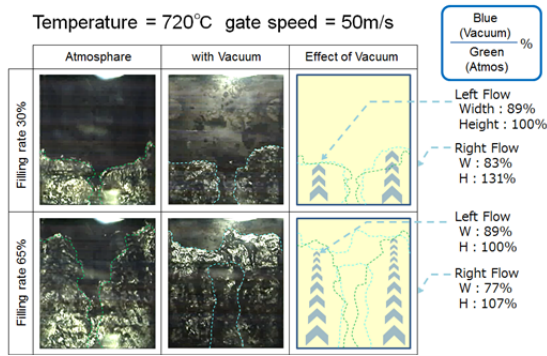 Temperature = 720℃ gate speed = 50m/s
Blue
(Vacuum)
Green
(Atmos)
%
Atmosphare
with Vacuum
Effect of Vacuum
Filling rate 30%
Left Flow
Width : 89%
Height : 100%
Right Flow
W : 83%
H : 131%
Filling rate 65%
Left Flow
W : 89%
H : 100%
Right Flow
W : 77%
H : 107%